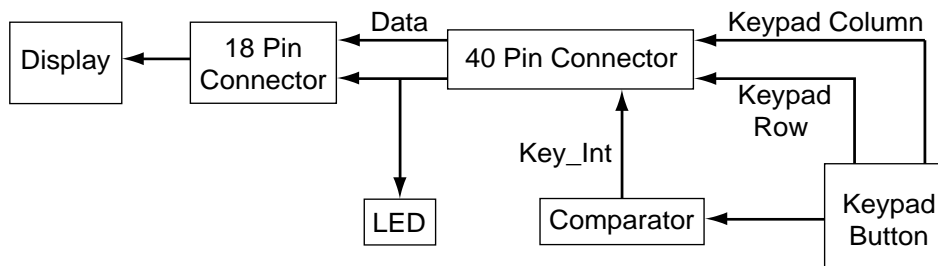 Display
18 Pin
Connector
Data
40 Pin Connector
Keypad Column
Keypad
Row
Key_Int
LED
Comparator
Keypad
Button